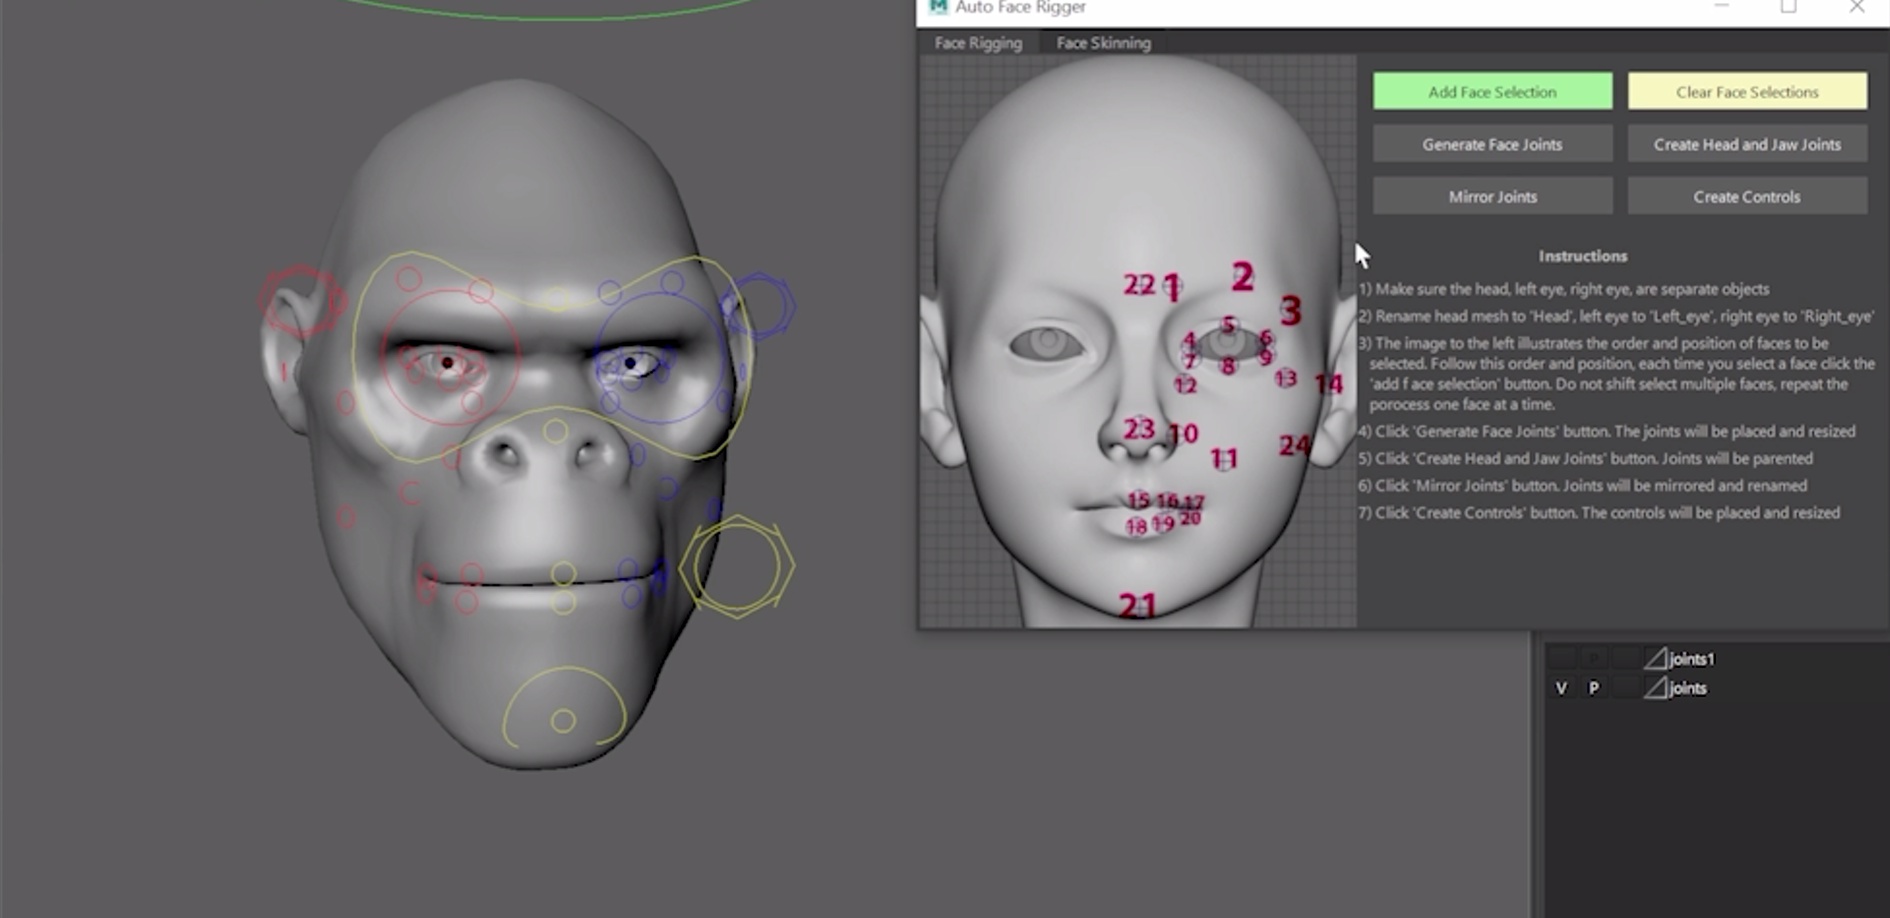 Auto Face Rigger
Face Rigging Face Skinning
Add Face Selection Clear Face Selections
Generate Face Joints Create Head and Jaw Joints
Mirror Joints Create Controls
Instructions
1) Make sure the head, left eye, right eye, are separate objects
2) Rename head mesh to 'Head', left eye to 'Left_eye', right eye to 'Right_eye'
3) The image to the left illustrates the order and position of faces to be
selected. Follow this order and position, each time you select a face click the
'add f ace selection' button. Do not shift select multiple faces, repeat the
porocess one face at a time.
4) Click 'Generate Face Joints' button. The joints will be placed and resized
5) Click 'Create Head and Jaw Joints' button. Joints will be parented
6) Click 'Mirror Joints' button. Joints will be mirrored and renamed
7) Click 'Create Controls' button. The controls will be placed and resized
22 1 2
3
5
4 6
7 8 9
12 13 14
23 10
11 24
15 16 17
18 19 20
21
P joints1
V P joints